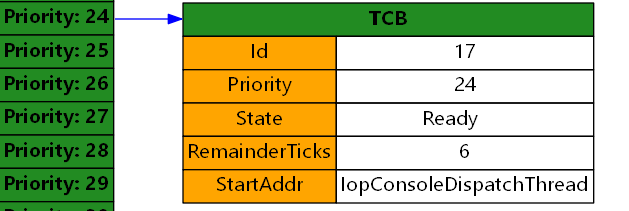 Priority: 24
Priority: 25
Priority: 26
Priority: 27
Priority: 28
Priority: 29
TCB
Id 17
Priority 24
State Ready
RemainderTicks 6
StartAddr IopConsoleDispatchThread